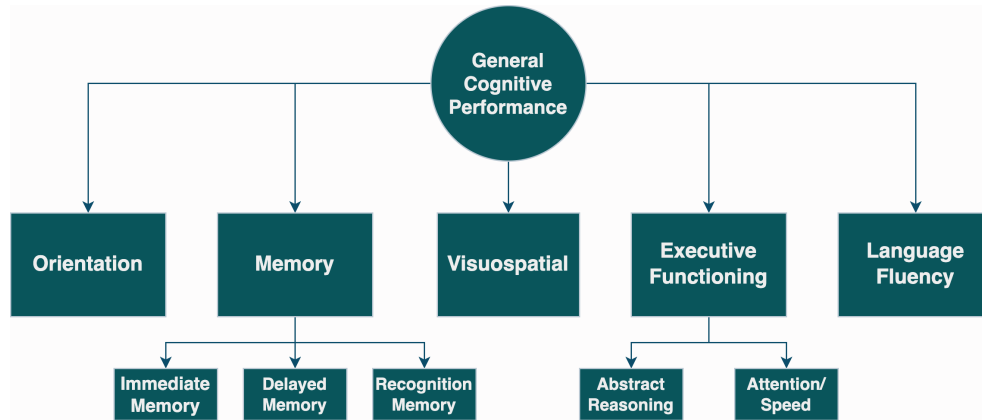 General
Cognitive
Performance
Orientation
Memory
Visuospatial
Executive
Functioning
Language
Fluency
Immediate
Memory
Delayed
Memory
Recognition
Memory
Abstract
Reasoning
Attention/
Speed